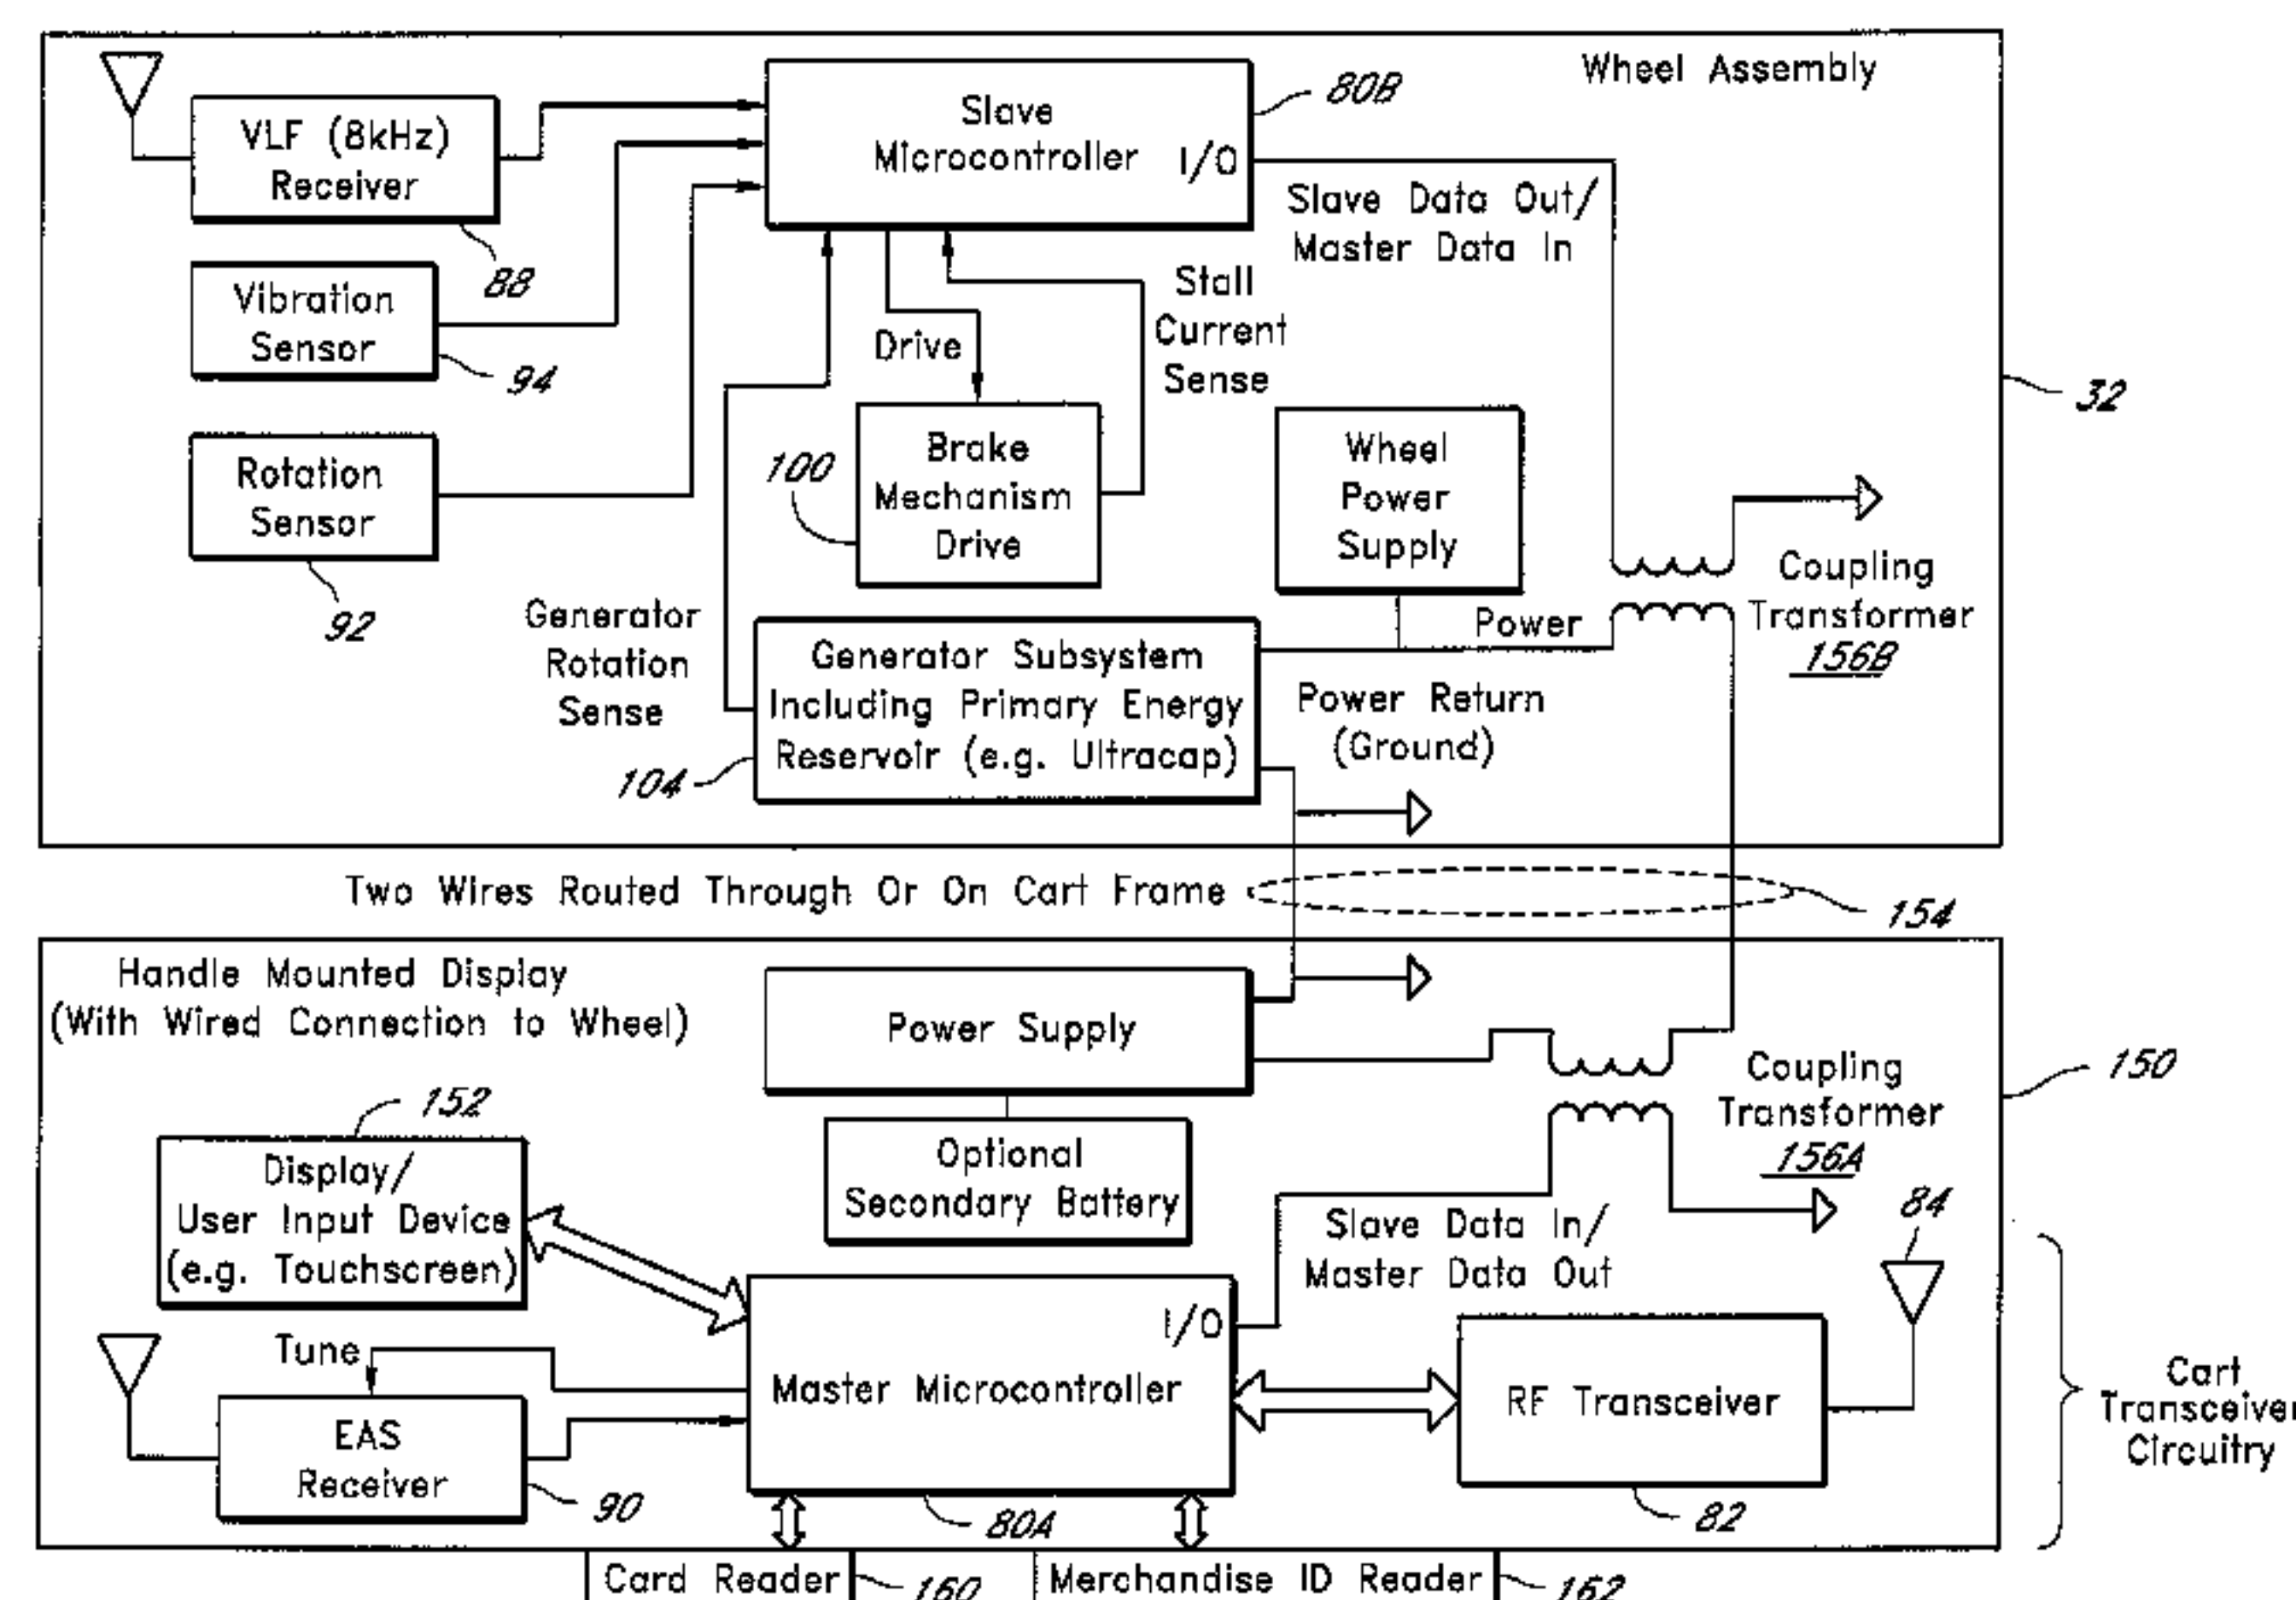 Wheel Assembly
VLF (8kHz)
Receiver
88
Vibration
Sensor
94
Rotation
Sensor
92
Slave
Microcontroller
I/O
80B
Slave Data Out/
Master Data In
Stall
Current
Sense
Drive
Brake
Mechanism
Drive
100
Wheel
Power
Supply
32
Generator
Rotation
Sense
Generator Subsystem
Including Primary Energy
Reservoir (e.g. Ultracap)
104
Power
Power Return
(Ground)
Coupling
Transformer
156B
Two Wires Routed Through Or On Cart Frame
154
Handle Mounted Display
(With Wired Connection to Wheel)
Power Supply
Optional
Secondary Battery
Coupling
Transformer
156A
150
152
Display/
User Input Device
(e.g. Touchscreen)
Slave Data In/
Master Data Out
84
Tune
EAS
Receiver
90
I/O
Master Microcontroller
80A
RF Transceiver
82
Cart
Transceiver
Circuitry
Card Reader
160
Merchandise ID Reader
162